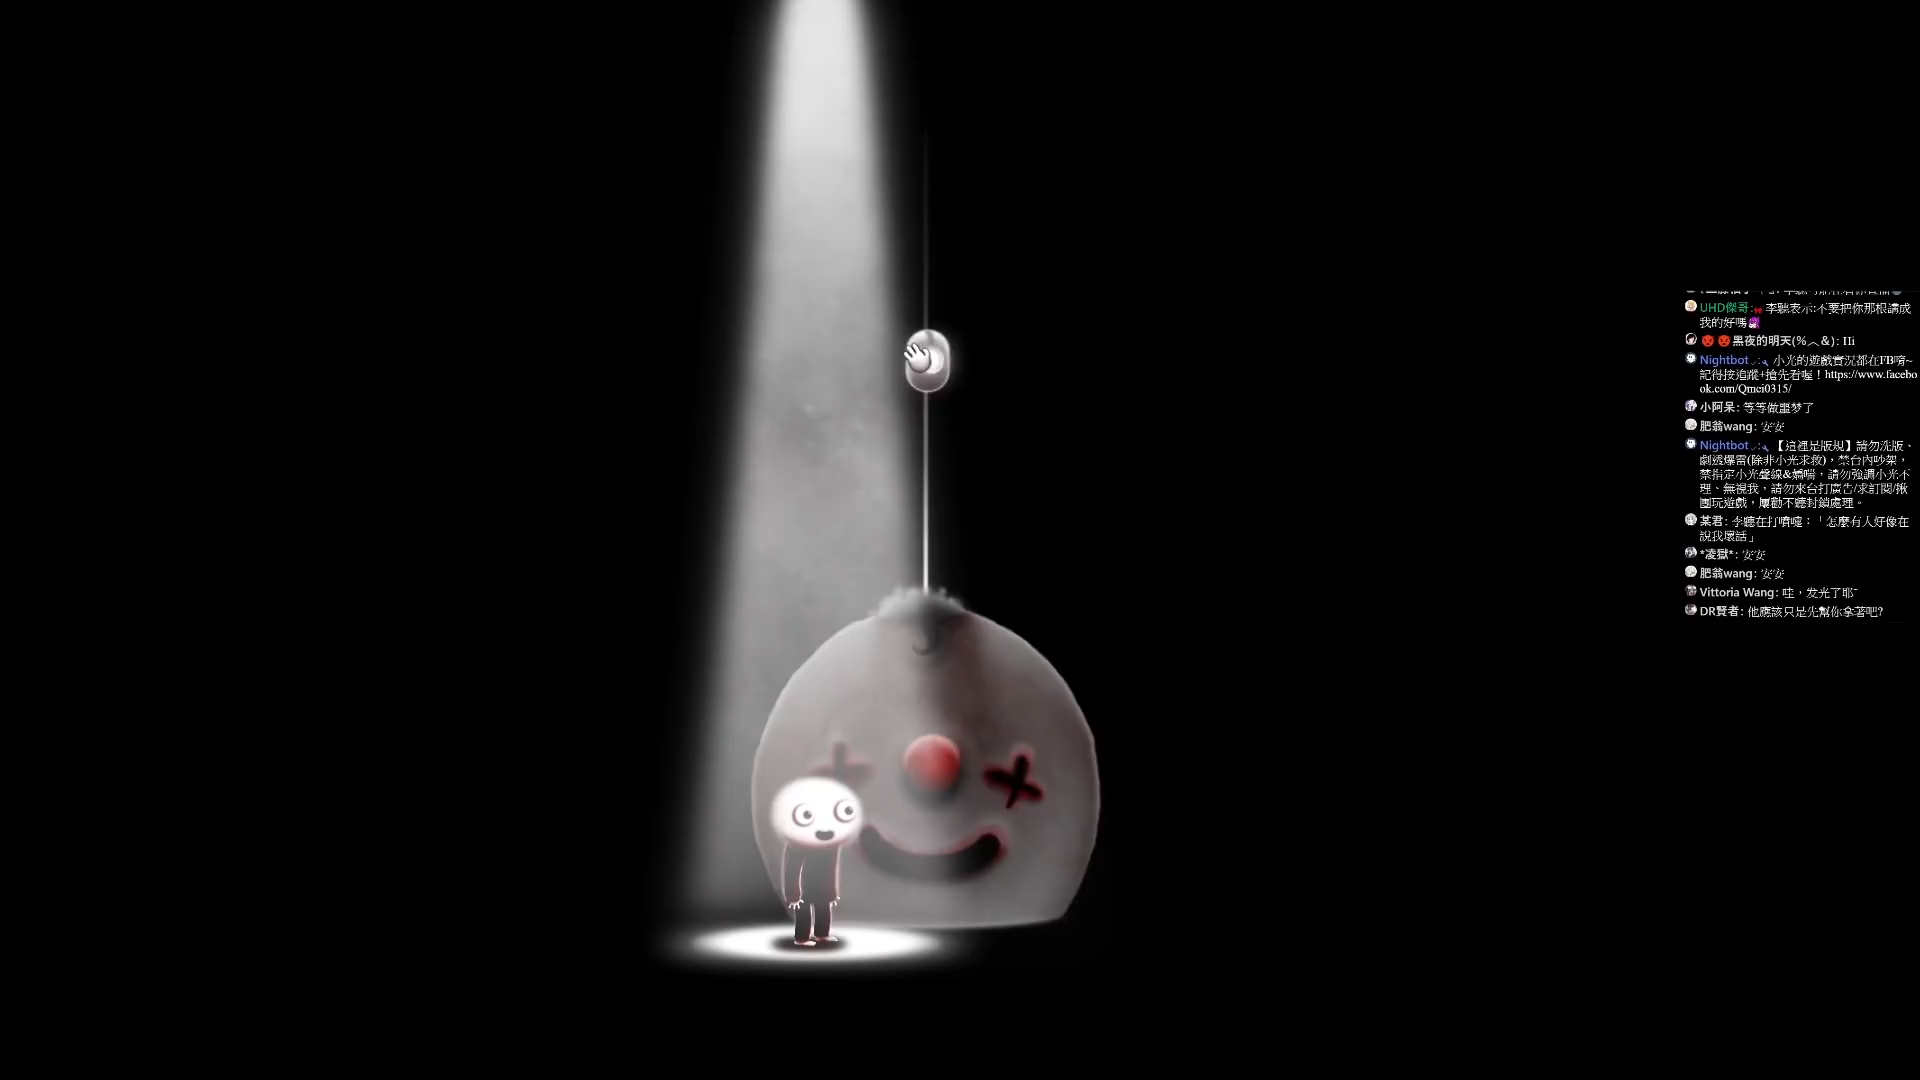 UHD傑哥: 李聽表示:不要把你那根講成
我的好嗎
黑夜的明天(%︿&): Hi
Nightbot 小光的遊戲實況都在FB唷~
記得按追蹤+搶先看喔！https://www.facebo
ok.com/Qmei0315/
小阿呆: 等等做噩梦了
肥翁wang: 安安
Nightbot 【這裡是版規】請勿洗版、
劇透爆雷(除非小光求救)，禁台內吵架，
禁指定小光聲線&嬌喘，請勿強調小光不
理、無視我，請勿來台打廣告/求訂閱/揪
團玩遊戲，屢勸不聽封鎖處理。
某君: 李聽在打噴嚏：「怎麼有人好像在
說我壞話」
*凌獄*: 安安
肥翁wang: 安安
Vittoria Wang: 哇，发光了耶~
DR賢者: 他應該只是先幫你拿著吧?